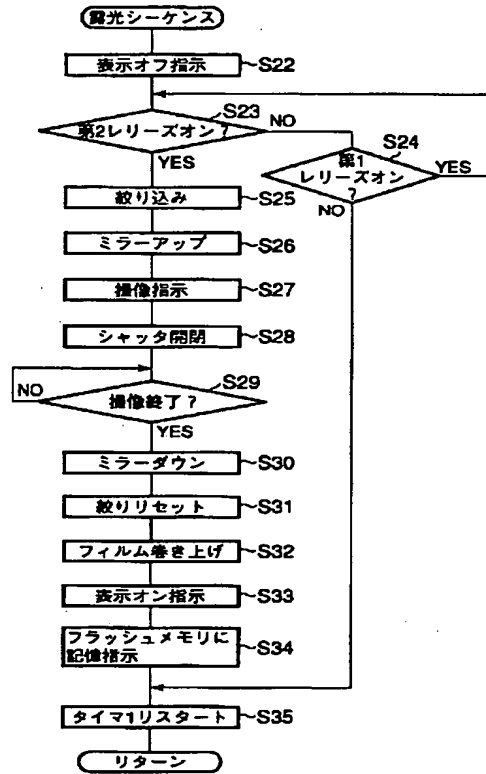 露光シーケンス
表示オフ指示 S22
S23
第2レリーズオン? NO
YES
S24
第1
レリーズオン
?
YES
NO
絞り込み S25
ミラーアップ S26
撮像指示 S27
シャッタ開閉 S28
S29
撮像終了?
NO
YES
ミラーダウン S30
絞りリセット S31
フィルム巻き上げ S32
表示オン指示 S33
フラッシュメモリに
記憶指示 S34
タイマ1リスタート S35
リターン